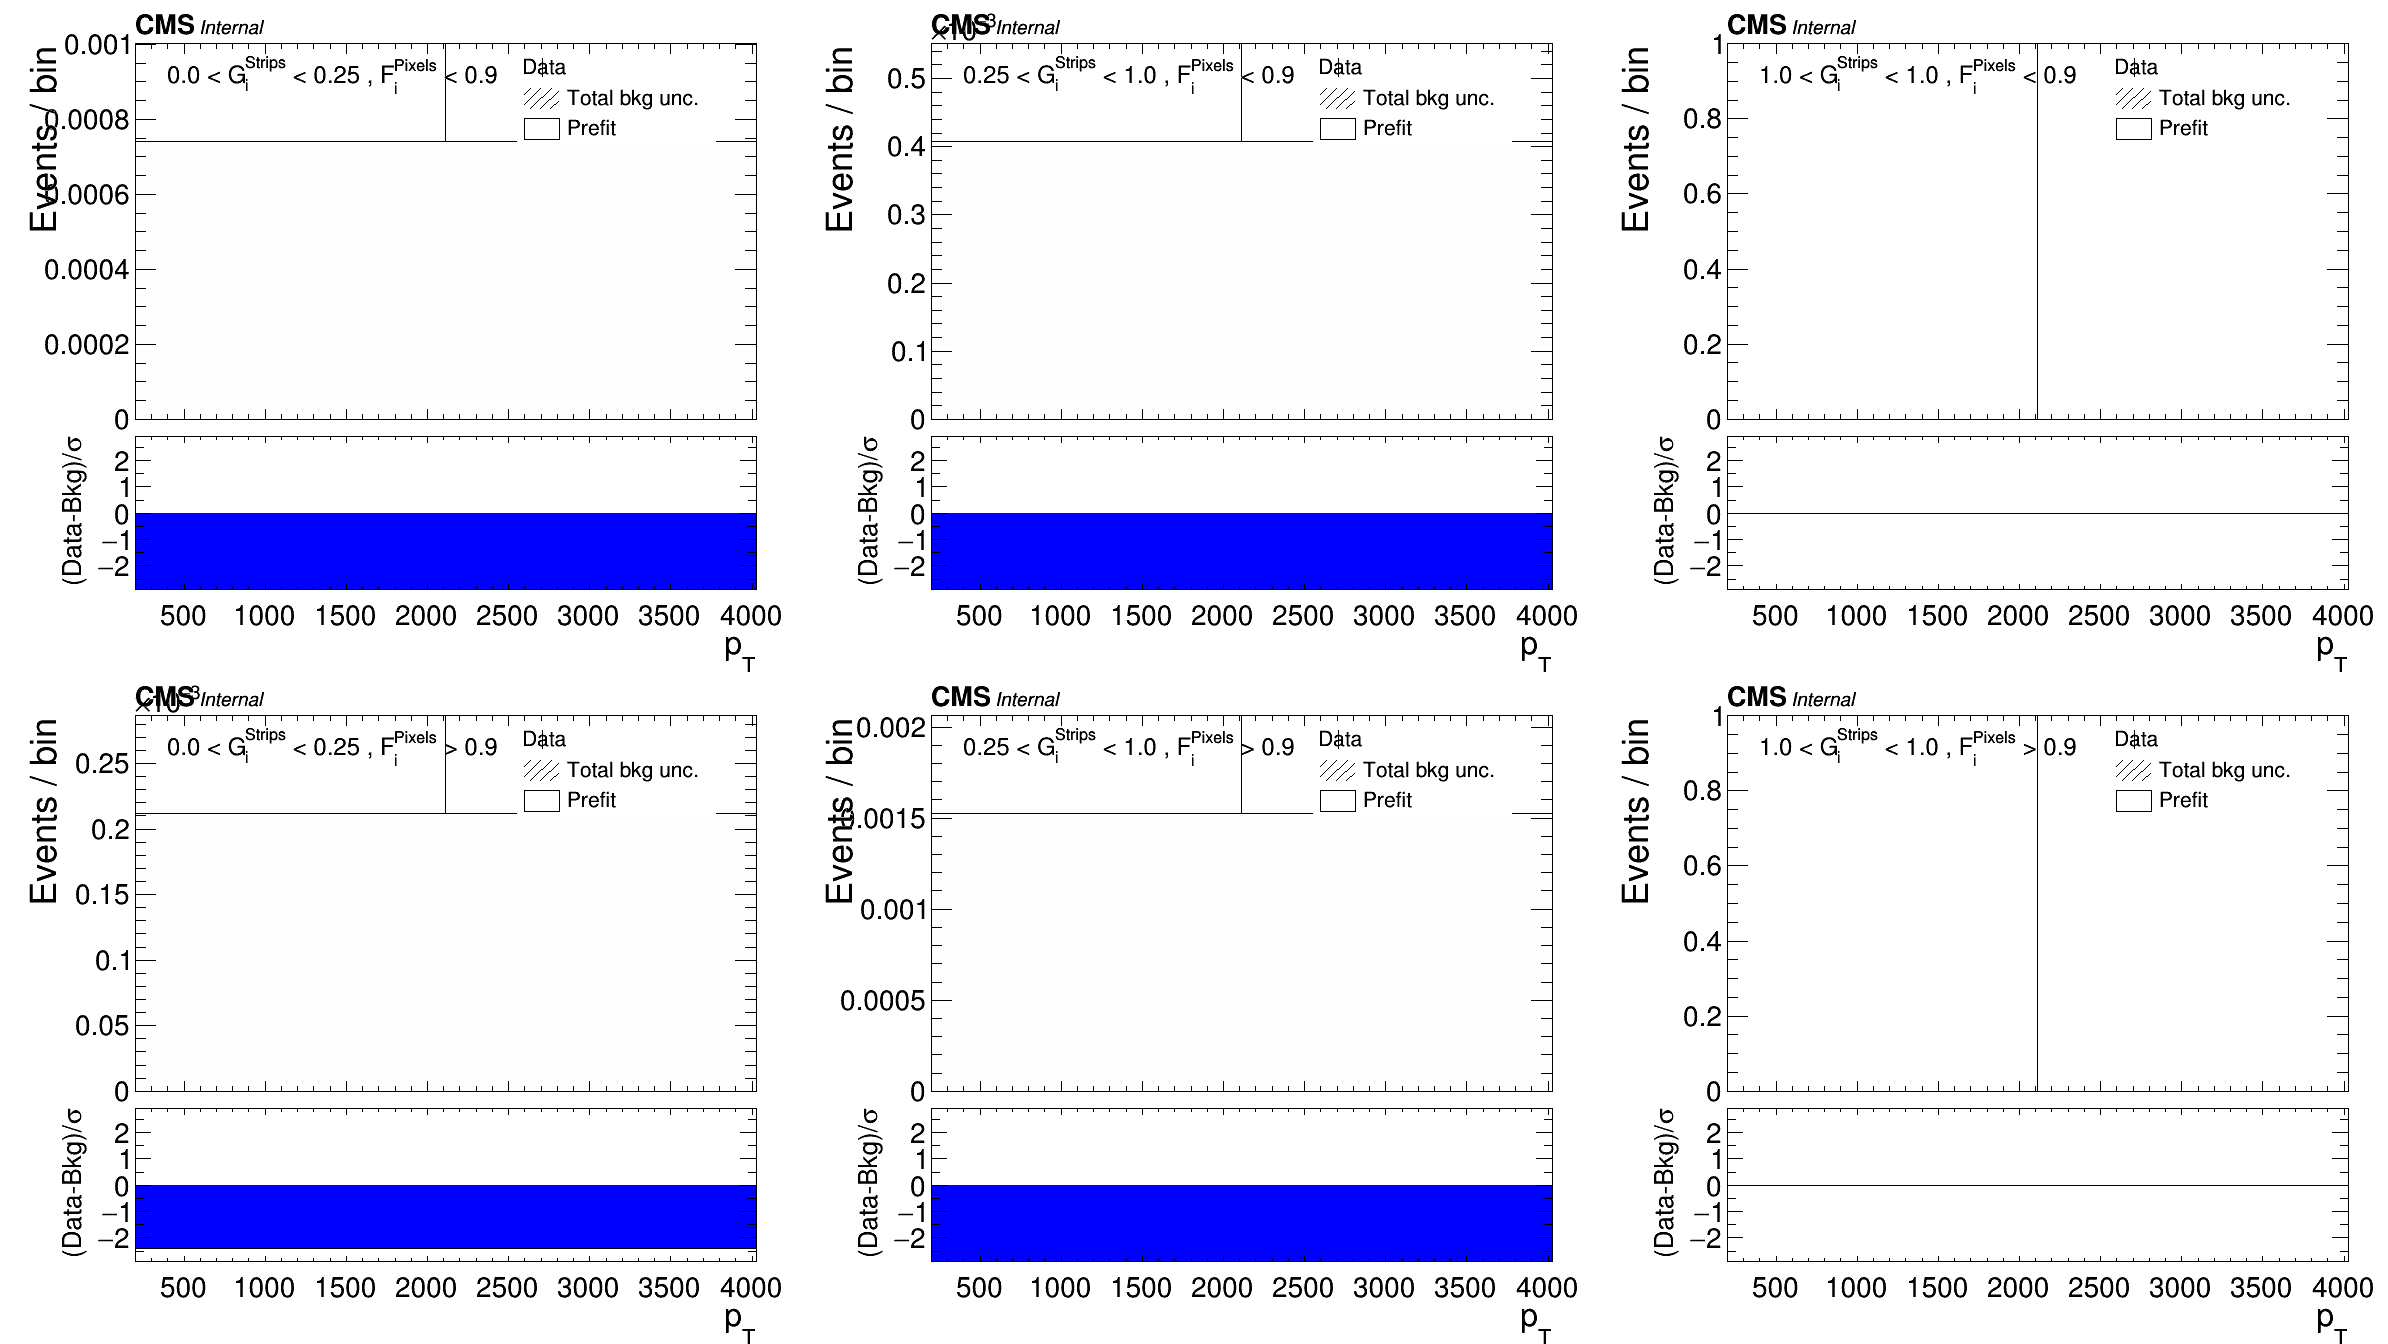 CMS Internal
Events / bin
0.0 < G_i^Strips < 0.25 , F_i^Pixels < 0.9
Data
Total bkg unc.
Prefit
0.001
0.0008
0.0006
0.0004
0.0002
0
(Data-Bkg)/σ
2
1
0
−1
−2
500 1000 1500 2000 2500 3000 3500 4000
p_T
CMS Internal
×10^-3
Events / bin
0.25 < G_i^Strips < 1.0 , F_i^Pixels < 0.9
Data
Total bkg unc.
Prefit
0.5
0.4
0.3
0.2
0.1
0
(Data-Bkg)/σ
2
1
0
−1
−2
500 1000 1500 2000 2500 3000 3500 4000
p_T
CMS Internal
Events / bin
1.0 < G_i^Strips < 1.0 , F_i^Pixels < 0.9
Data
Total bkg unc.
Prefit
1
0.8
0.6
0.4
0.2
0
(Data-Bkg)/σ
2
1
0
−1
−2
500 1000 1500 2000 2500 3000 3500 4000
p_T
CMS Internal
×10^-3
Events / bin
0.0 < G_i^Strips < 0.25 , F_i^Pixels > 0.9
Data
Total bkg unc.
Prefit
0.25
0.2
0.15
0.1
0.05
0
(Data-Bkg)/σ
2
1
0
−1
−2
500 1000 1500 2000 2500 3000 3500 4000
p_T
CMS Internal
Events / bin
0.25 < G_i^Strips < 1.0 , F_i^Pixels > 0.9
Data
Total bkg unc.
Prefit
0.002
0.0015
0.001
0.0005
0
(Data-Bkg)/σ
2
1
0
−1
−2
500 1000 1500 2000 2500 3000 3500 4000
p_T
CMS Internal
Events / bin
1.0 < G_i^Strips < 1.0 , F_i^Pixels > 0.9
Data
Total bkg unc.
Prefit
1
0.8
0.6
0.4
0.2
0
(Data-Bkg)/σ
2
1
0
−1
−2
500 1000 1500 2000 2500 3000 3500 4000
p_T